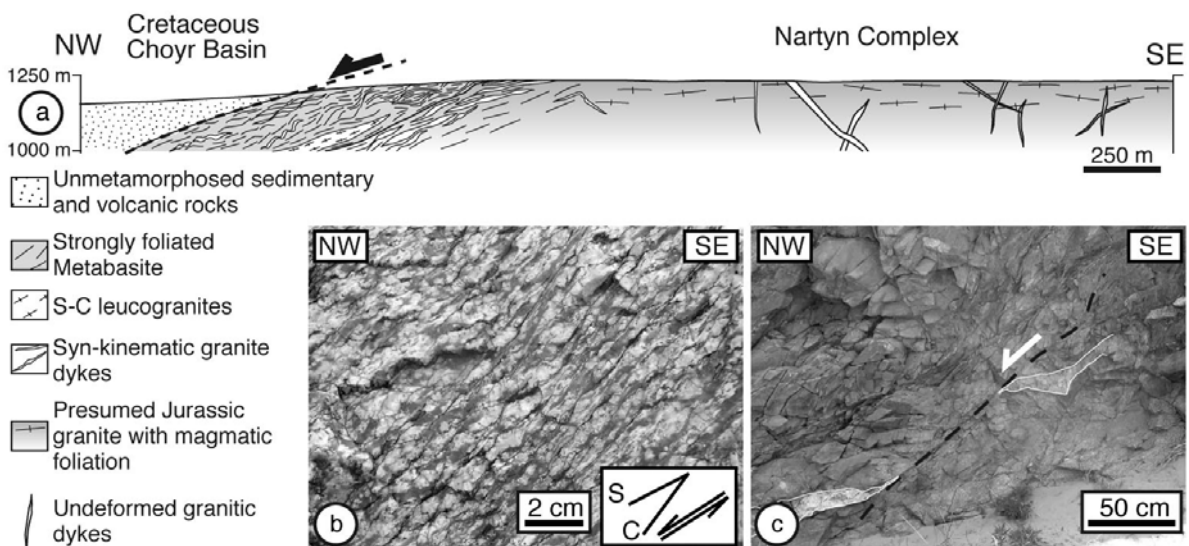 Cretaceous
Choyr Basin
NW
Nartyn Complex
SE
1250 m
a
1000 m
250 m
Unmetamorphosed sedimentary
and volcanic rocks
Strongly foliated
Metabasite
S-C leucogranites
Syn-kinematic granite
dykes
Presumed Jurassic
granite with magmatic
foliation
Undeformed granitic
dykes
NW
SE
S
C
2 cm
b
NW
SE
c
50 cm